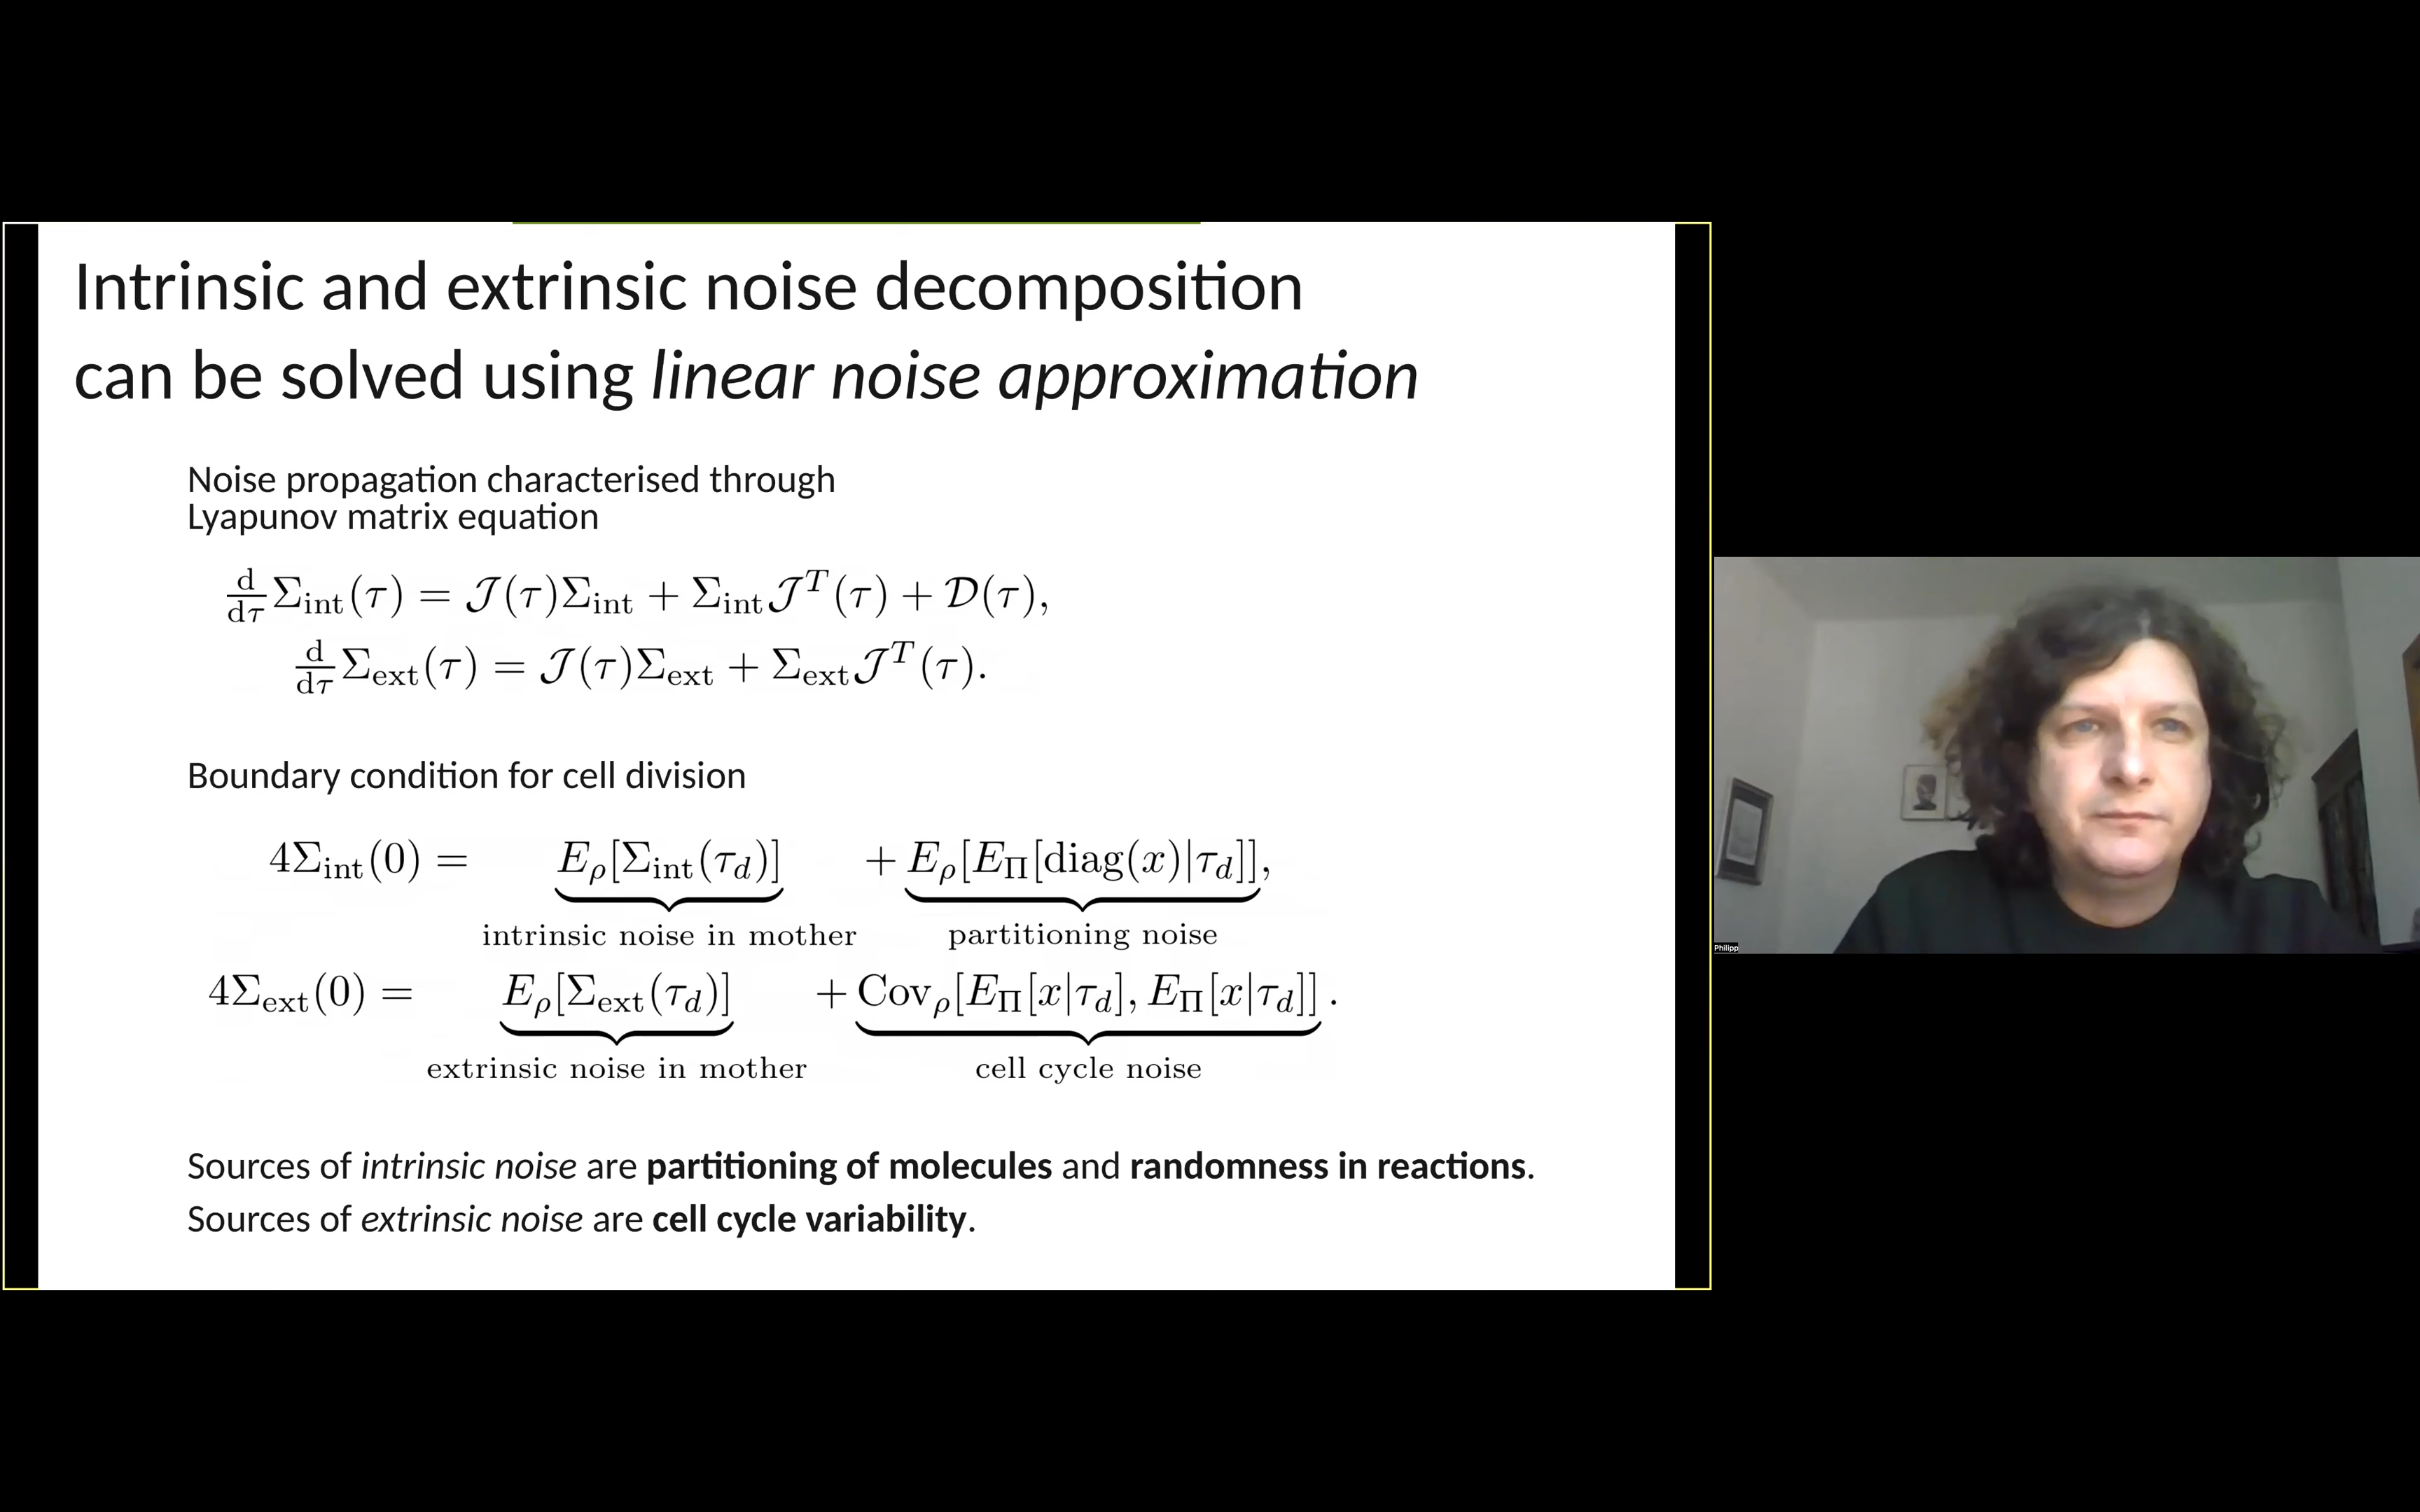 Intrinsic and extrinsic noise decomposition
can be solved using linear noise approximation
Noise propagation characterised through
Lyapunov matrix equation
d/dτ Σ_int(τ) = 𝒥(τ)Σ_int + Σ_int 𝒥^T(τ) + 𝒟(τ),
d/dτ Σ_ext(τ) = 𝒥(τ)Σ_ext + Σ_ext 𝒥^T(τ).
Boundary condition for cell division
4Σ_int(0) = E_ρ[Σ_int(τ_d)] + E_ρ[E_Π[diag(x)|τ_d]],
intrinsic noise in mother partitioning noise
4Σ_ext(0) = E_ρ[Σ_ext(τ_d)] + Cov_ρ[E_Π[x|τ_d], E_Π[x|τ_d]].
extrinsic noise in mother cell cycle noise
Sources of intrinsic noise are partitioning of molecules and randomness in reactions.
Sources of extrinsic noise are cell cycle variability.
Philipp